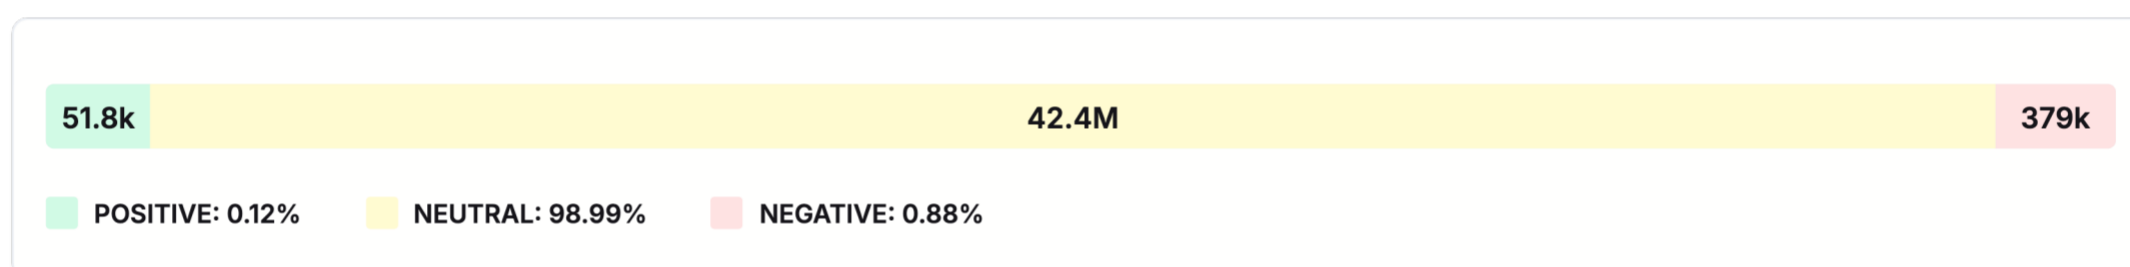 51.8k 42.4M 379k
POSITIVE: 0.12% NEUTRAL: 98.99% NEGATIVE: 0.88%